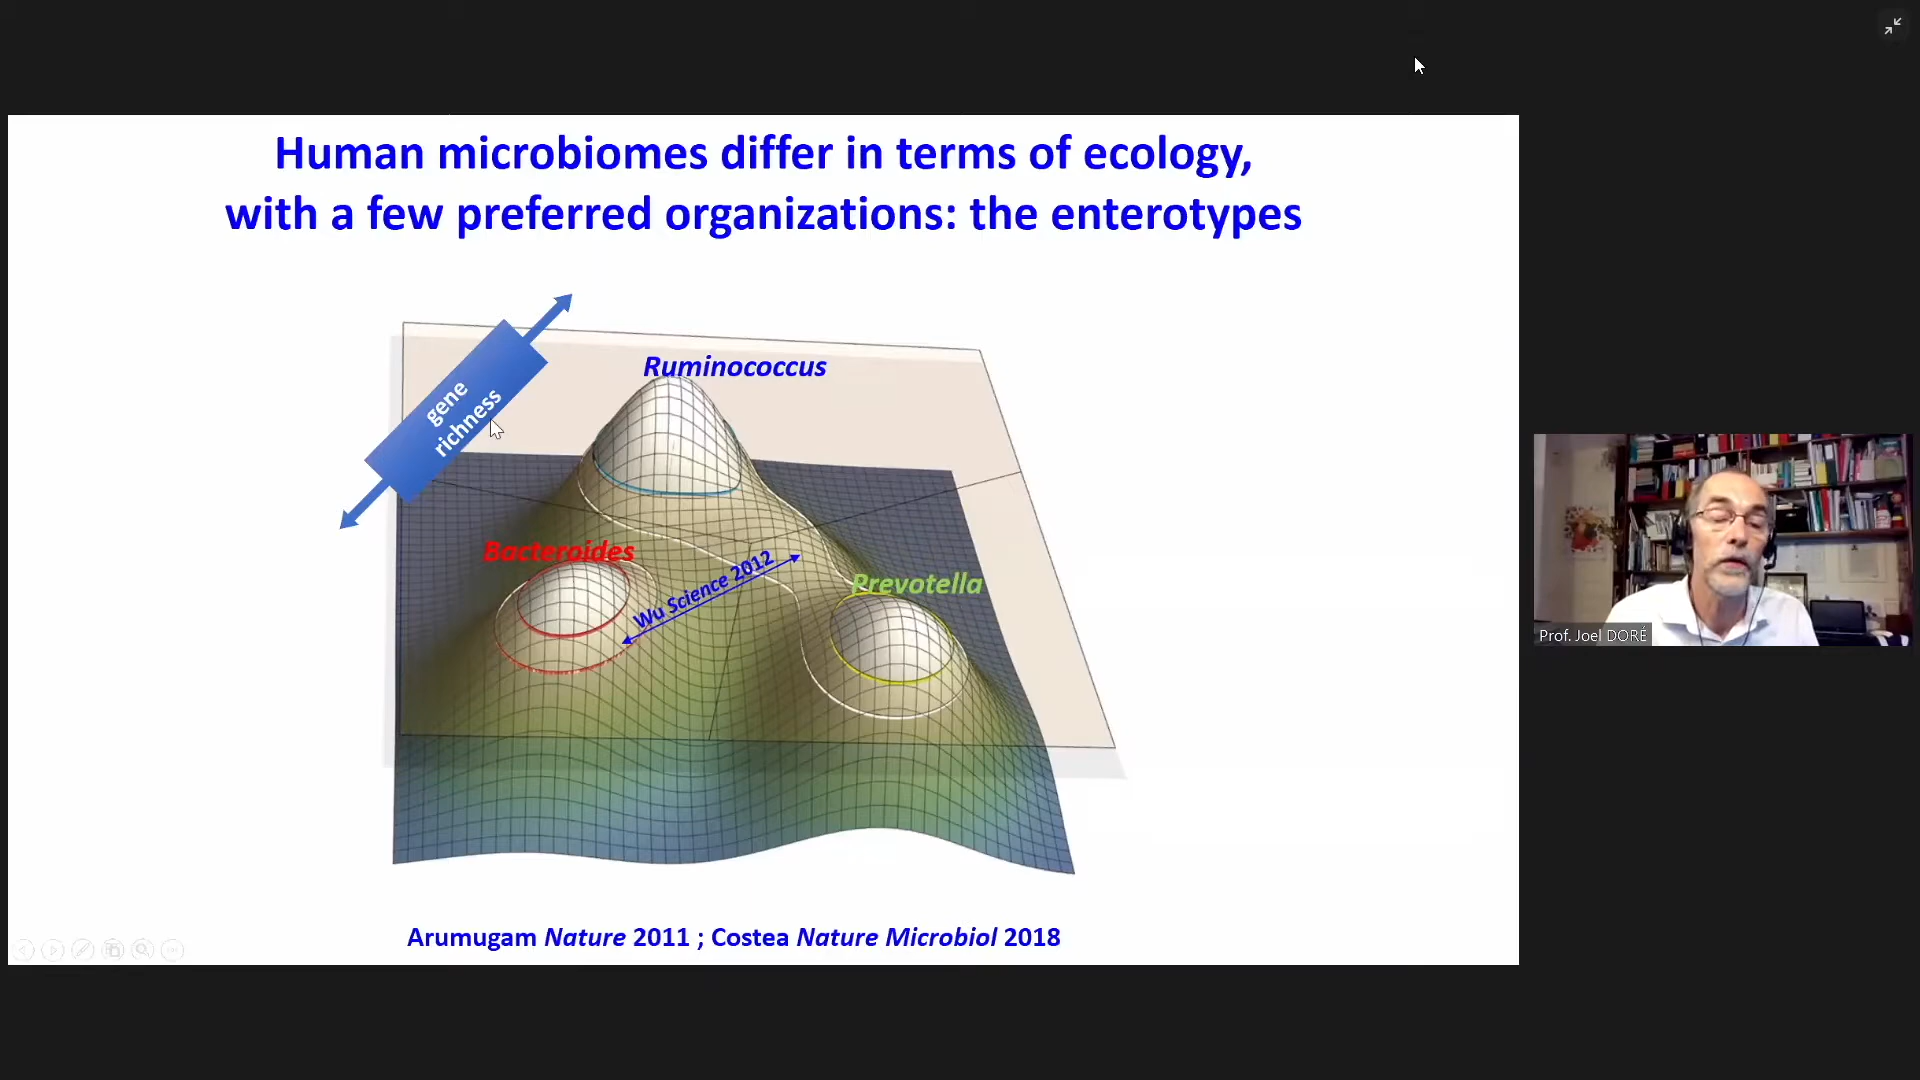 Human microbiomes differ in terms of ecology,
with a few preferred organizations: the enterotypes
gene
richness
Ruminococcus
Bacteroides
Wu Science 2012
Prevotella
Arumugam Nature 2011 ; Costea Nature Microbiol 2018
Prof. Joel DORÉ